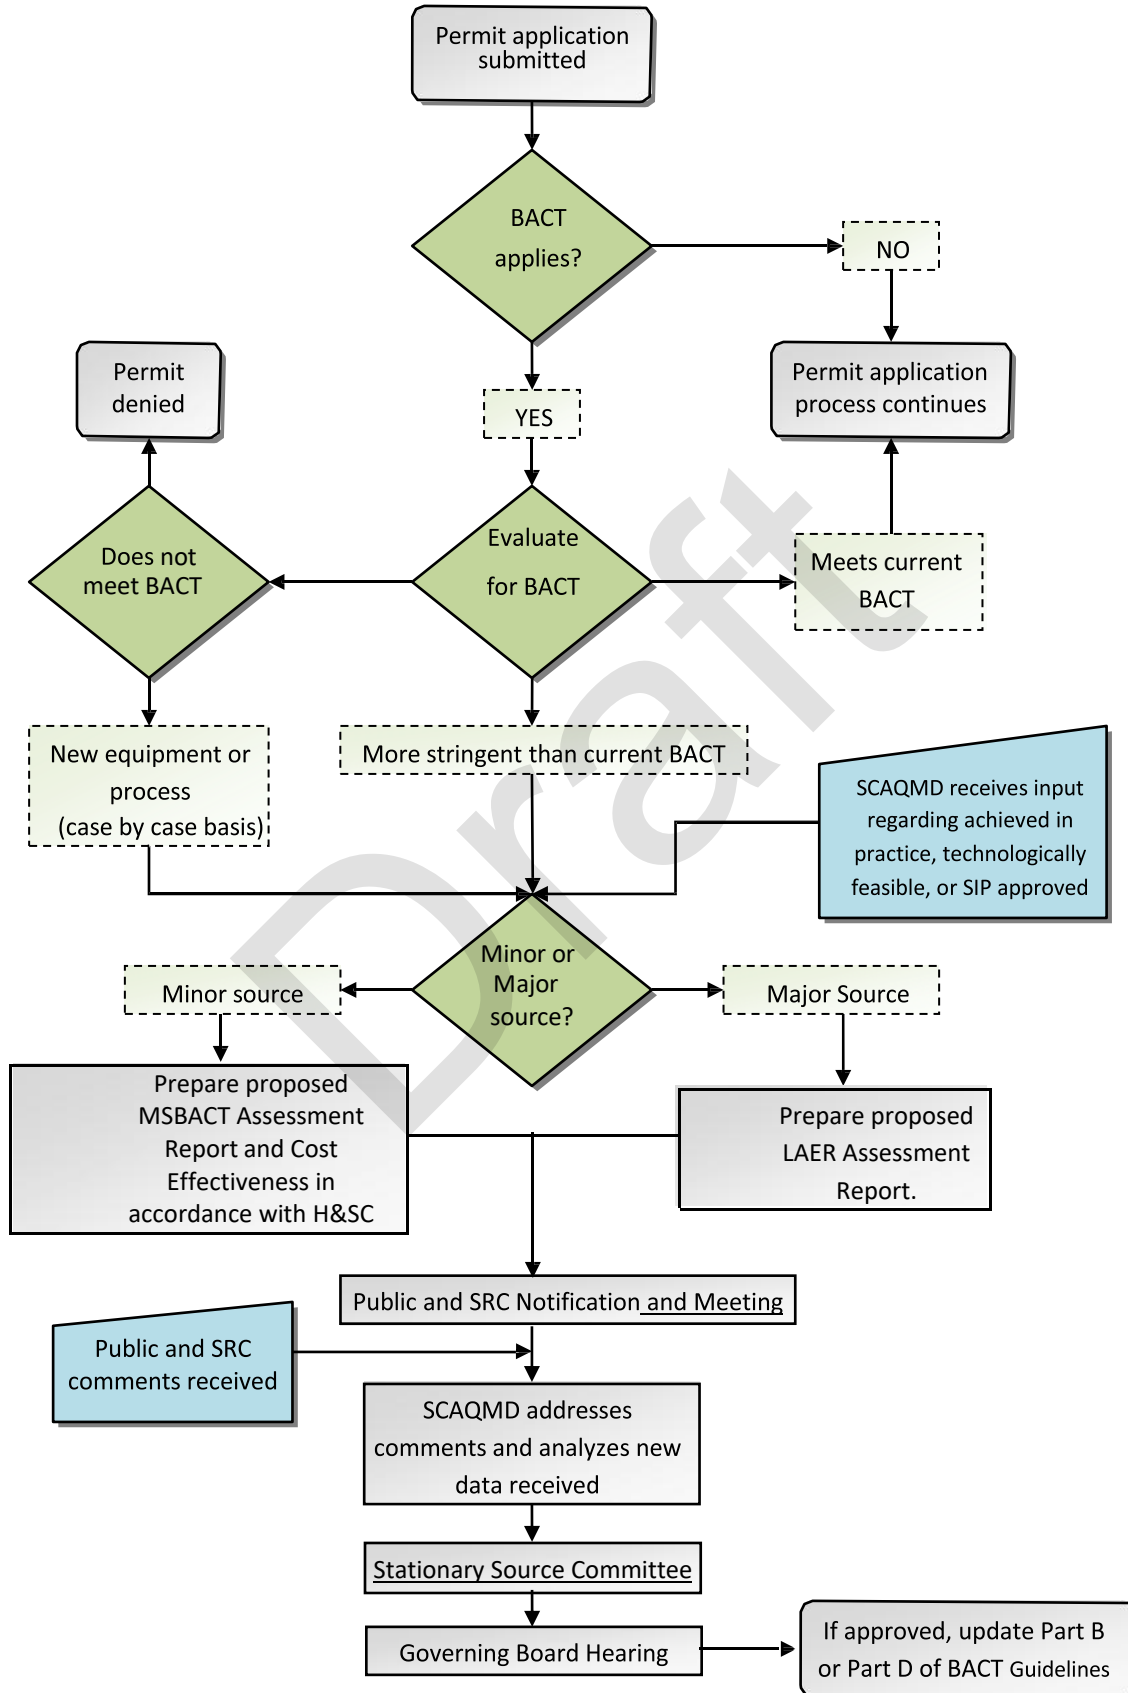 Permit application
submitted
BACT
applies?
NO
Permit
denied
YES
Permit application
process continues
Does not
meet BACT
Evaluate
for BACT
Meets current
BACT
New equipment or
process
(case by case basis)
More stringent than current BACT
SCAQMD receives input
regarding achieved in
practice, technologically
feasible, or SIP approved
Minor source
Minor or
Major
source?
Major Source
Prepare proposed
MSBACT Assessment
Report and Cost
Effectiveness in
accordance with H&SC
Prepare proposed
LAER Assessment
Report.
Public and SRC Notification and Meeting
Public and SRC
comments received
SCAQMD addresses
comments and analyzes new
data received
Stationary Source Committee
Governing Board Hearing
If approved, update Part B
or Part D of BACT Guidelines
Draft